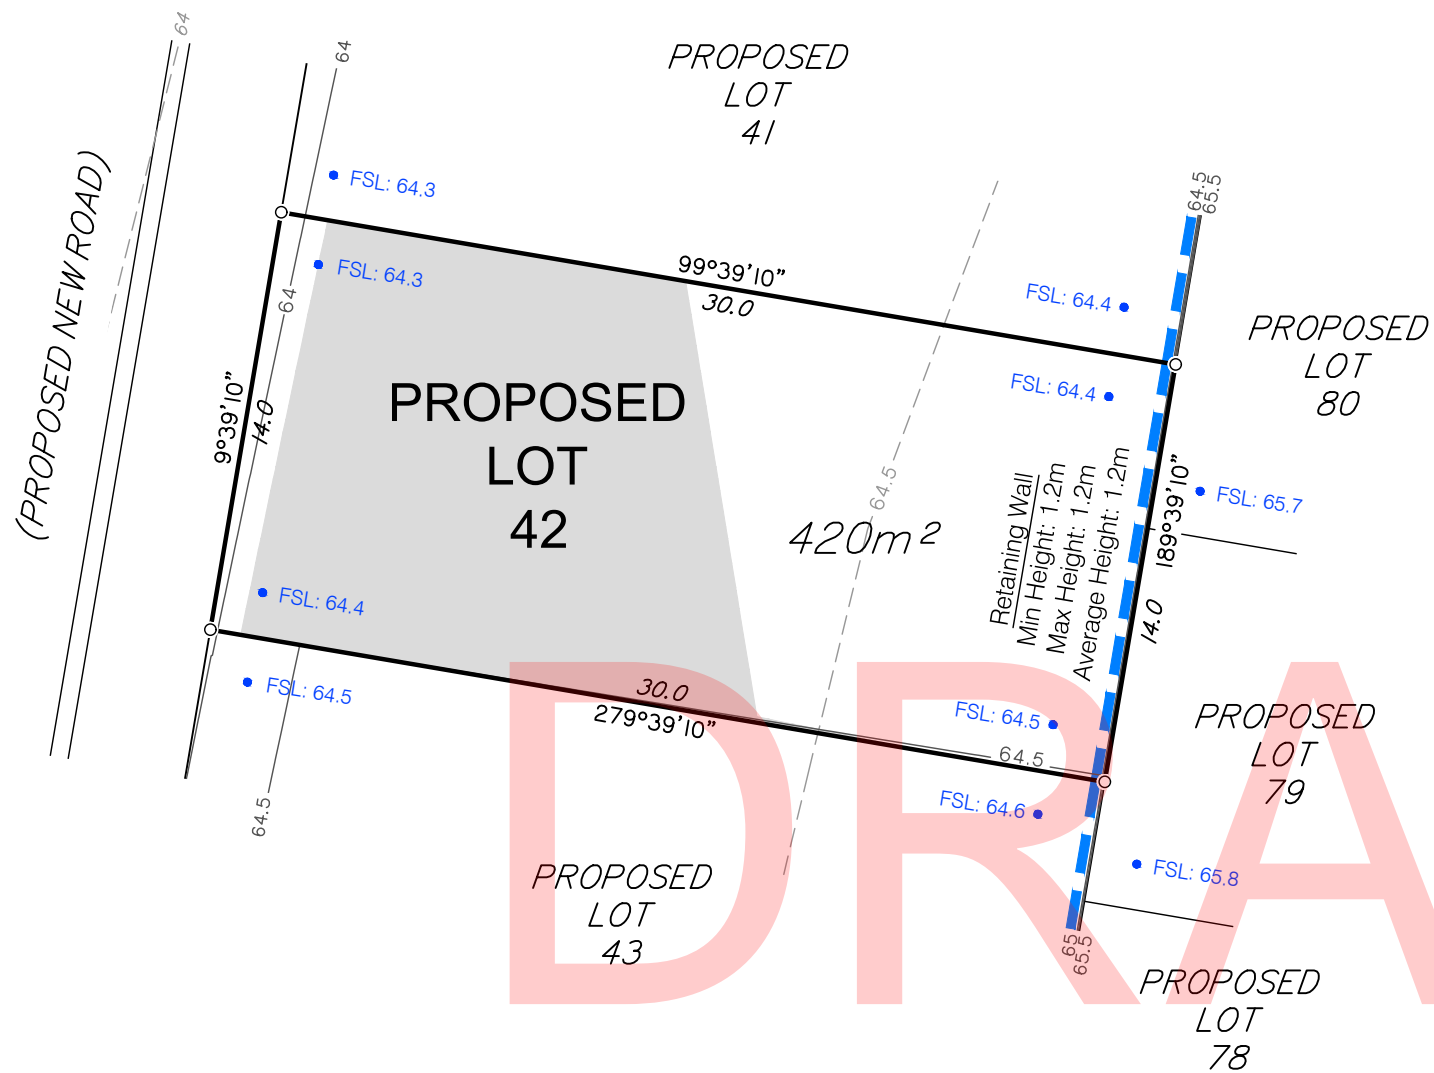 64
64
PROPOSED
LOT
41
(PROPOSED NEW ROAD)
FSL: 64.3
64.5
65.5
99°39'10"
30.0
FSL: 64.3
64
FSL: 64.4
PROPOSED
LOT
80
FSL: 64.4
9°39'10"
14.0
PROPOSED
LOT
42
64.5
420m²
Retaining Wall
Min Height: 1.2m
Max Height: 1.2m
Average Height: 1.2m
189°39'10"
14.0
FSL: 65.7
FSL: 64.4
FSL: 64.5
30.0
279°39'10"
FSL: 64.5
64.5
PROPOSED
LOT
79
64.5
FSL: 64.6
FSL: 65.8
PROPOSED
LOT
43
65
65.5
PROPOSED
LOT
78
DRA